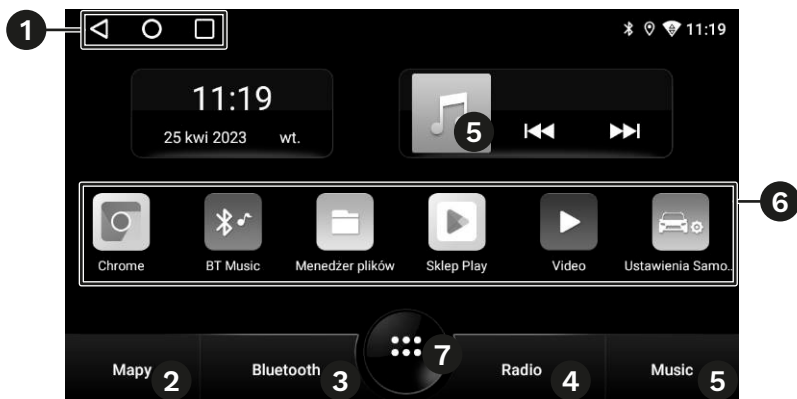 1
11:19
11:19
25 kwi 2023 wt.
5
6
Chrome BT Music Menedżer plików Sklep Play Video Ustawienia Samo..
7
Mapy 2 Bluetooth 3 Radio 4 Music 5